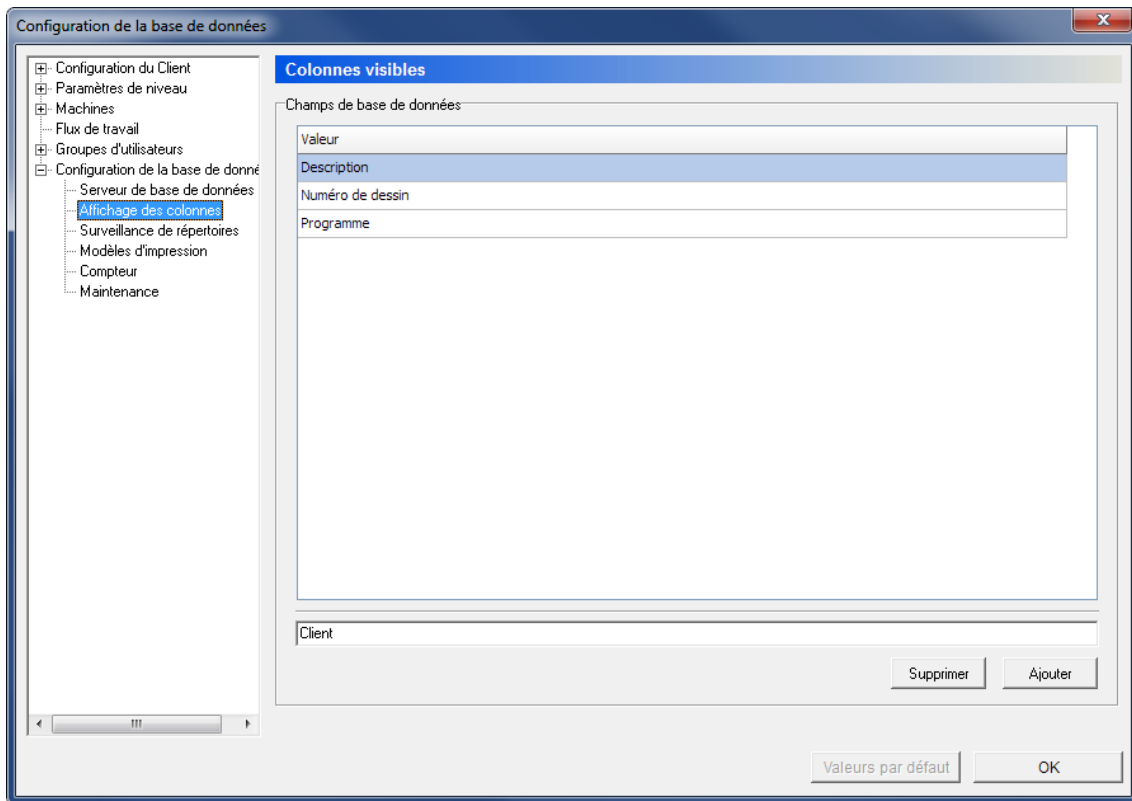 Configuration de la base de données
Configuration du Client
Paramètres de niveau
Machines
Flux de travail
Groupes d'utilisateurs
Configuration de la base de donné
Serveur de base de données
Affichage des colonnes
Surveillance de répertoires
Modèles d'impression
Compteur
Maintenance
Colonnes visibles
Champs de base de données
Valeur
Description
Numéro de dessin
Programme
Client
Supprimer
Ajouter
Valeurs par défaut
OK